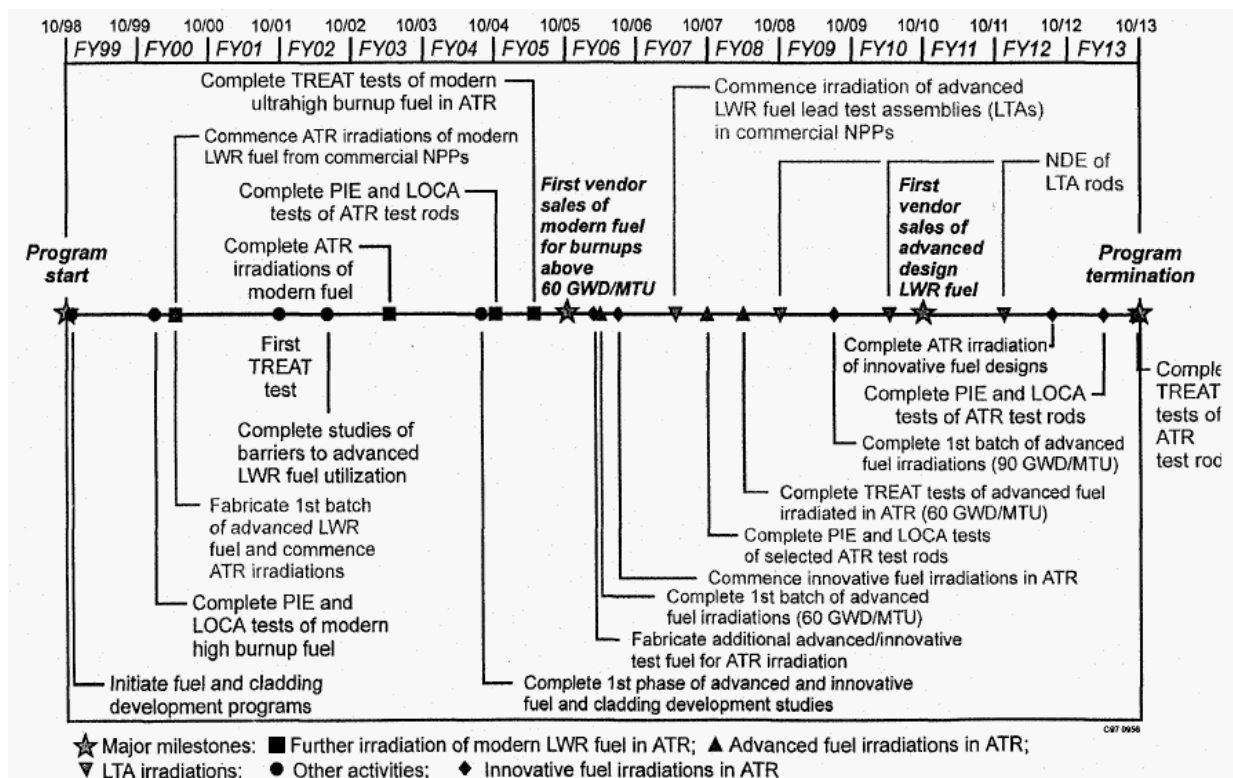 10/98 10/99 10/00 10/01 10/02 10/03 10/04 10/05 10/06 10/07 10/08 10/09 10/10 10/11 10/12 10/13
FY99 FY00 FY01 FY02 FY03 FY04 FY05 FY06 FY07 FY08 FY09 FY10 FY11 FY12 FY13
Complete TREAT tests of modern
ultrahigh burnup fuel in ATR
Commence ATR irradiations of modern
LWR fuel from commercial NPPs
Complete PIE and LOCA
tests of ATR test rods
Complete ATR
irradiations of
modern fuel
Program
start
First vendor
sales of
modern fuel
for burnups
above
60 GWD/MTU
Commence irradiation of advanced
LWR fuel lead test assemblies (LTAs)
in commercial NPPs
NDE of
LTA rods
First
vendor
sales of
advanced
design
LWR fuel
Program
termination
First
TREAT
test
Complete studies of
barriers to advanced
LWR fuel utilization
Fabricate 1st batch
of advanced LWR
fuel and commence
ATR irradiations
Complete PIE and
LOCA tests of modern
high burnup fuel
Initiate fuel and cladding
development programs
Complete ATR irradiation
of innovative fuel designs
Complete PIE and LOCA
tests of ATR test rods
Comple
TREAT
tests of
ATR
test rod
Complete 1st batch of advanced
fuel irradiations (90 GWD/MTU)
Complete TREAT tests of advanced fuel
irradiated in ATR (60 GWD/MTU)
Complete PIE and LOCA tests
of selected ATR test rods
Commence innovative fuel irradiations in ATR
Complete 1st batch of advanced
fuel irradiations (60 GWD/MTU)
Fabricate additional advanced/innovative
test fuel for ATR irradiation
Complete 1st phase of advanced and innovative
fuel and cladding development studies
C97 0956
Major milestones: Further irradiation of modern LWR fuel in ATR; Advanced fuel irradiations in ATR;
LTA irradiations; Other activities; Innovative fuel irradiations in ATR